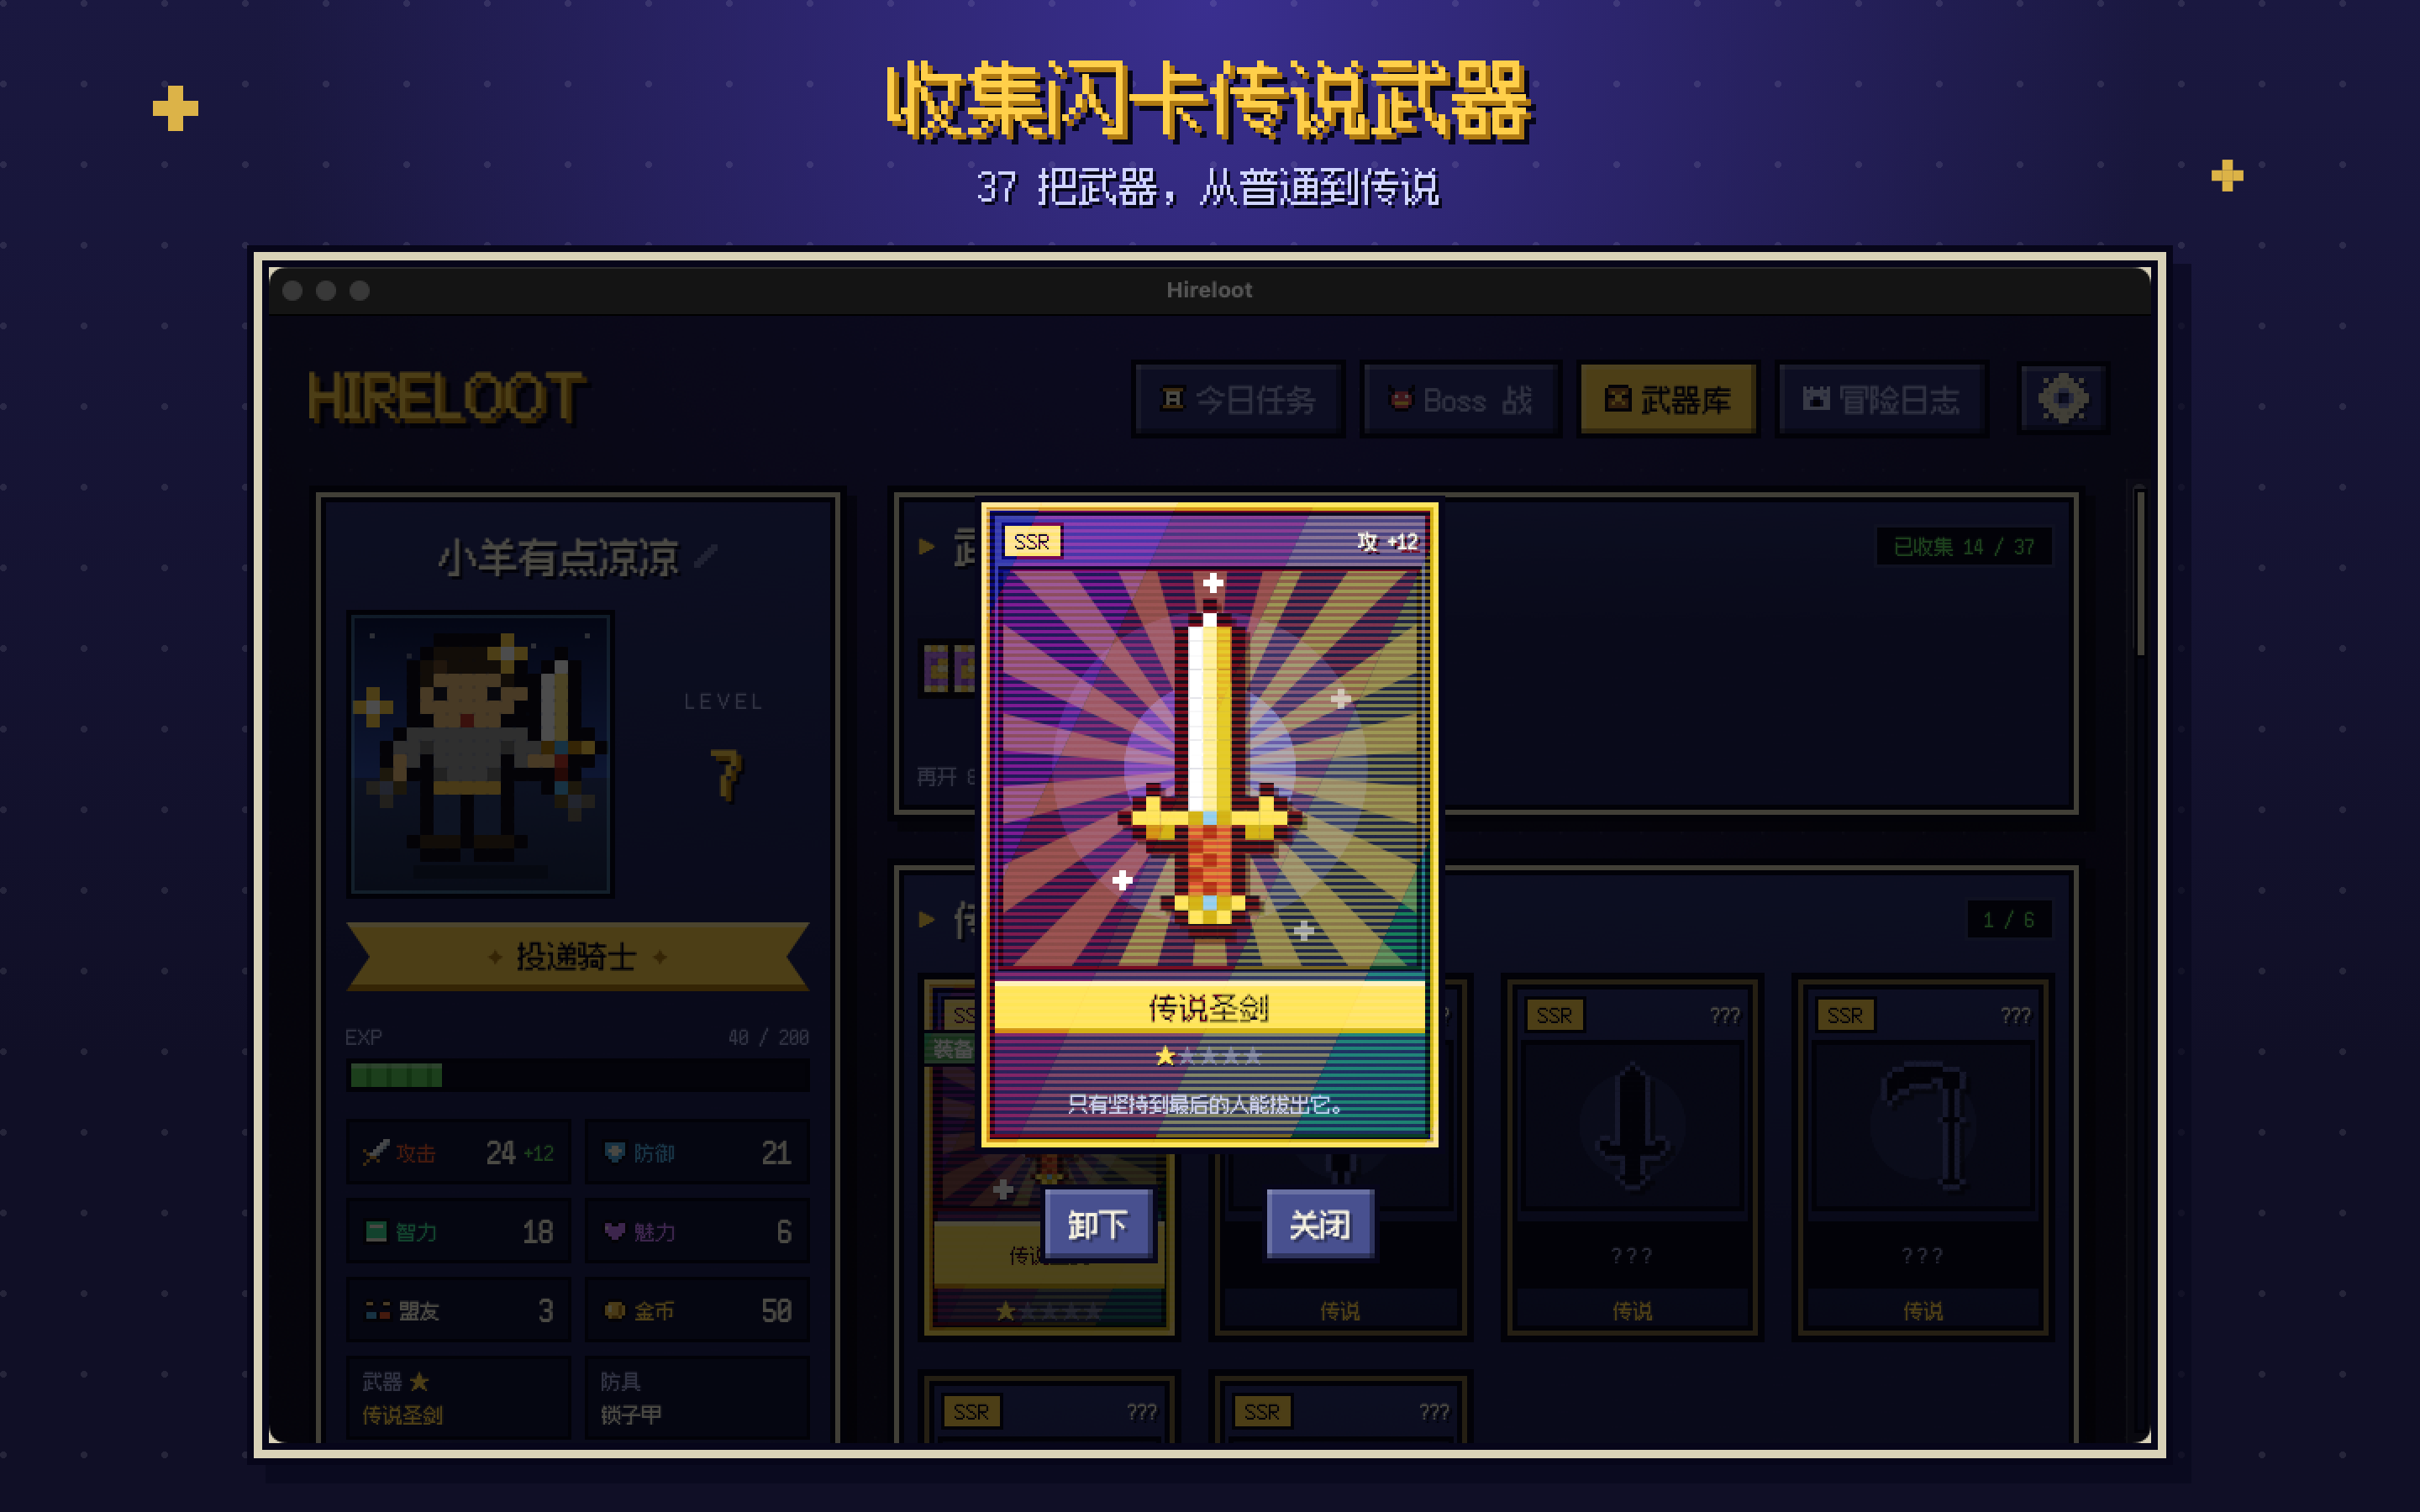 收集闪卡传说武器
37 把武器，从普通到传说
Hireloot
HIRELOOT
今日任务
Boss 战
武器库
冒险日志
小羊有点凉凉
LEVEL
7
投递骑士
EXP
40 / 200
攻击 24 +12
防御 21
智力 18
魅力 6
盟友 3
金币 50
武器 ★
传说圣剑
防具
锁子甲
已收集 14 / 37
再开 8
1 / 6
SSR
攻 +12
传说圣剑
只有坚持到最后的人能拔出它。
卸下
关闭
装备
传说
SSR ???
???
传说
SSR ???
???
传说
SSR ???
SSR ???